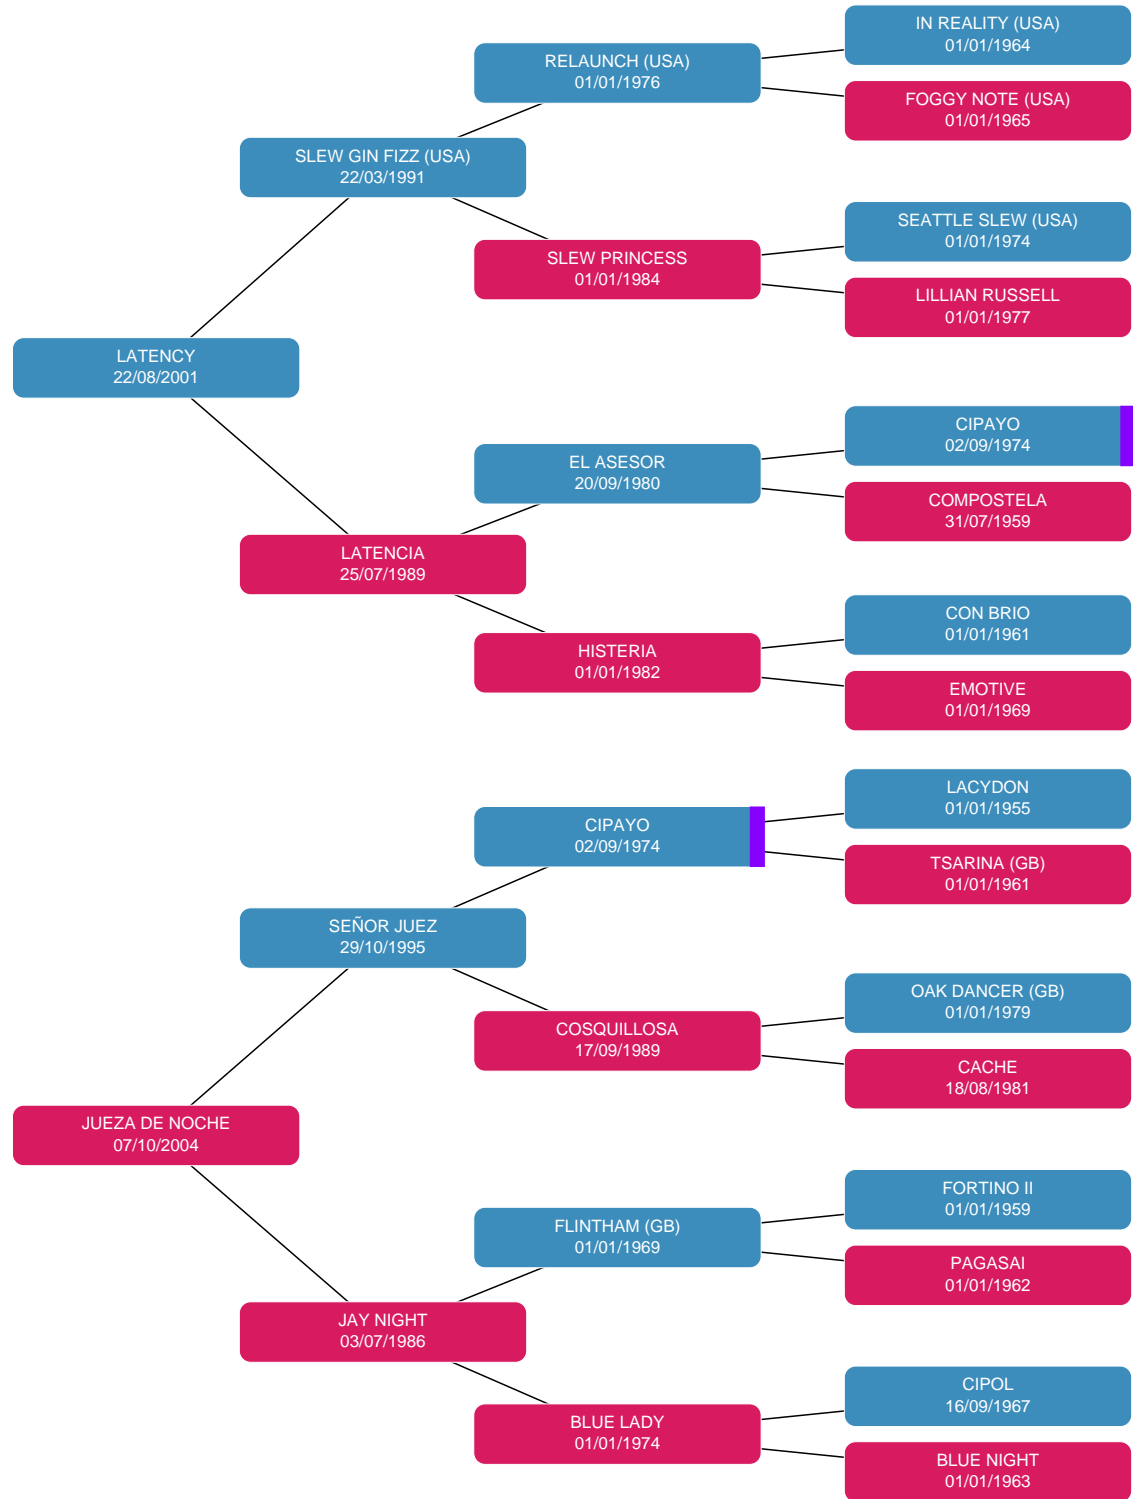 IN REALITY (USA)
01/01/1964
RELAUNCH (USA)
01/01/1976
FOGGY NOTE (USA)
01/01/1965
SLEW GIN FIZZ (USA)
22/03/1991
SEATTLE SLEW (USA)
01/01/1974
SLEW PRINCESS
01/01/1984
LILLIAN RUSSELL
01/01/1977
LATENCY
22/08/2001
CIPAYO
02/09/1974
EL ASESOR
20/09/1980
COMPOSTELA
31/07/1959
LATENCIA
25/07/1989
CON BRIO
01/01/1961
HISTERIA
01/01/1982
EMOTIVE
01/01/1969
LACYDON
01/01/1955
CIPAYO
02/09/1974
TSARINA (GB)
01/01/1961
SEÑOR JUEZ
29/10/1995
OAK DANCER (GB)
01/01/1979
COSQUILLOSA
17/09/1989
CACHE
18/08/1981
JUEZA DE NOCHE
07/10/2004
FORTINO II
01/01/1959
FLINTHAM (GB)
01/01/1969
PAGASAI
01/01/1962
JAY NIGHT
03/07/1986
CIPOL
16/09/1967
BLUE LADY
01/01/1974
BLUE NIGHT
01/01/1963